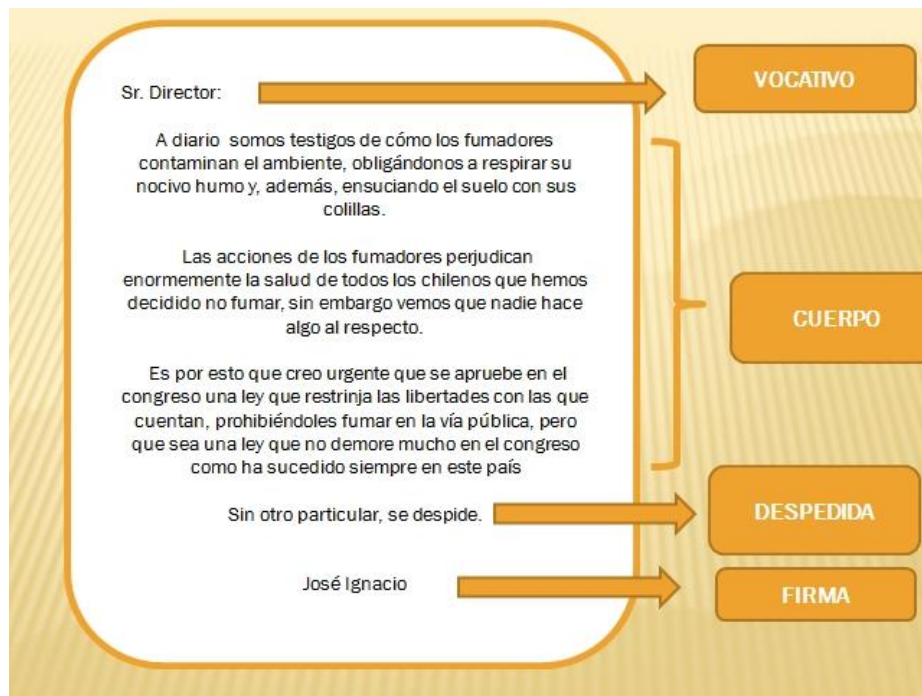 Sr. Director:
VOCATIVO
A diario somos testigos de cómo los fumadores
contaminan el ambiente, obligándonos a respirar su
nocivo humo y, además, ensuciando el suelo con sus
colillas.
Las acciones de los fumadores perjudican
enormemente la salud de todos los chilenos que hemos
decidido no fumar, sin embargo vemos que nadie hace
algo al respecto.
CUERPO
Es por esto que creo urgente que se apruebe en el
congreso una ley que restrinja las libertades con las que
cuentan, prohibiéndoles fumar en la vía pública, pero
que sea una ley que no demore mucho en el congreso
como ha sucedido siempre en este país
Sin otro particular, se despide.
DESPEDIDA
José Ignacio
FIRMA